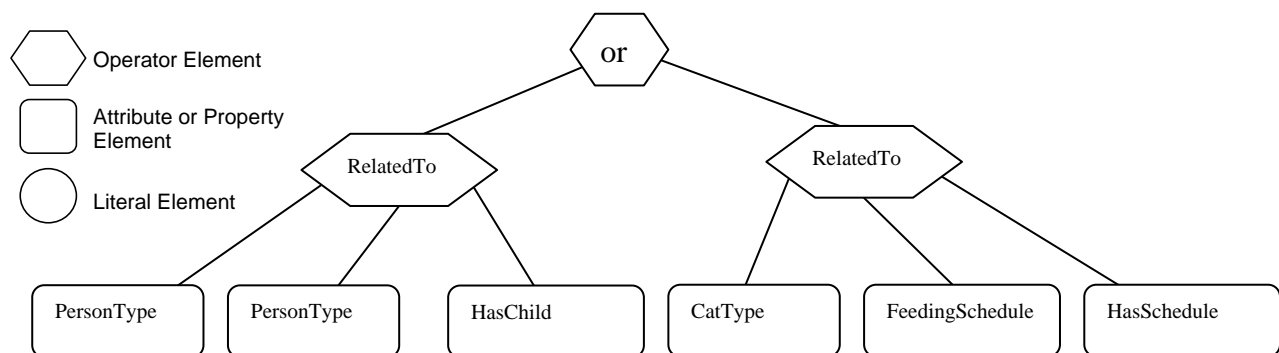 or
Operator Element
Attribute or Property
Element
Literal Element
RelatedTo
RelatedTo
PersonType
PersonType
HasChild
CatType
FeedingSchedule
HasSchedule